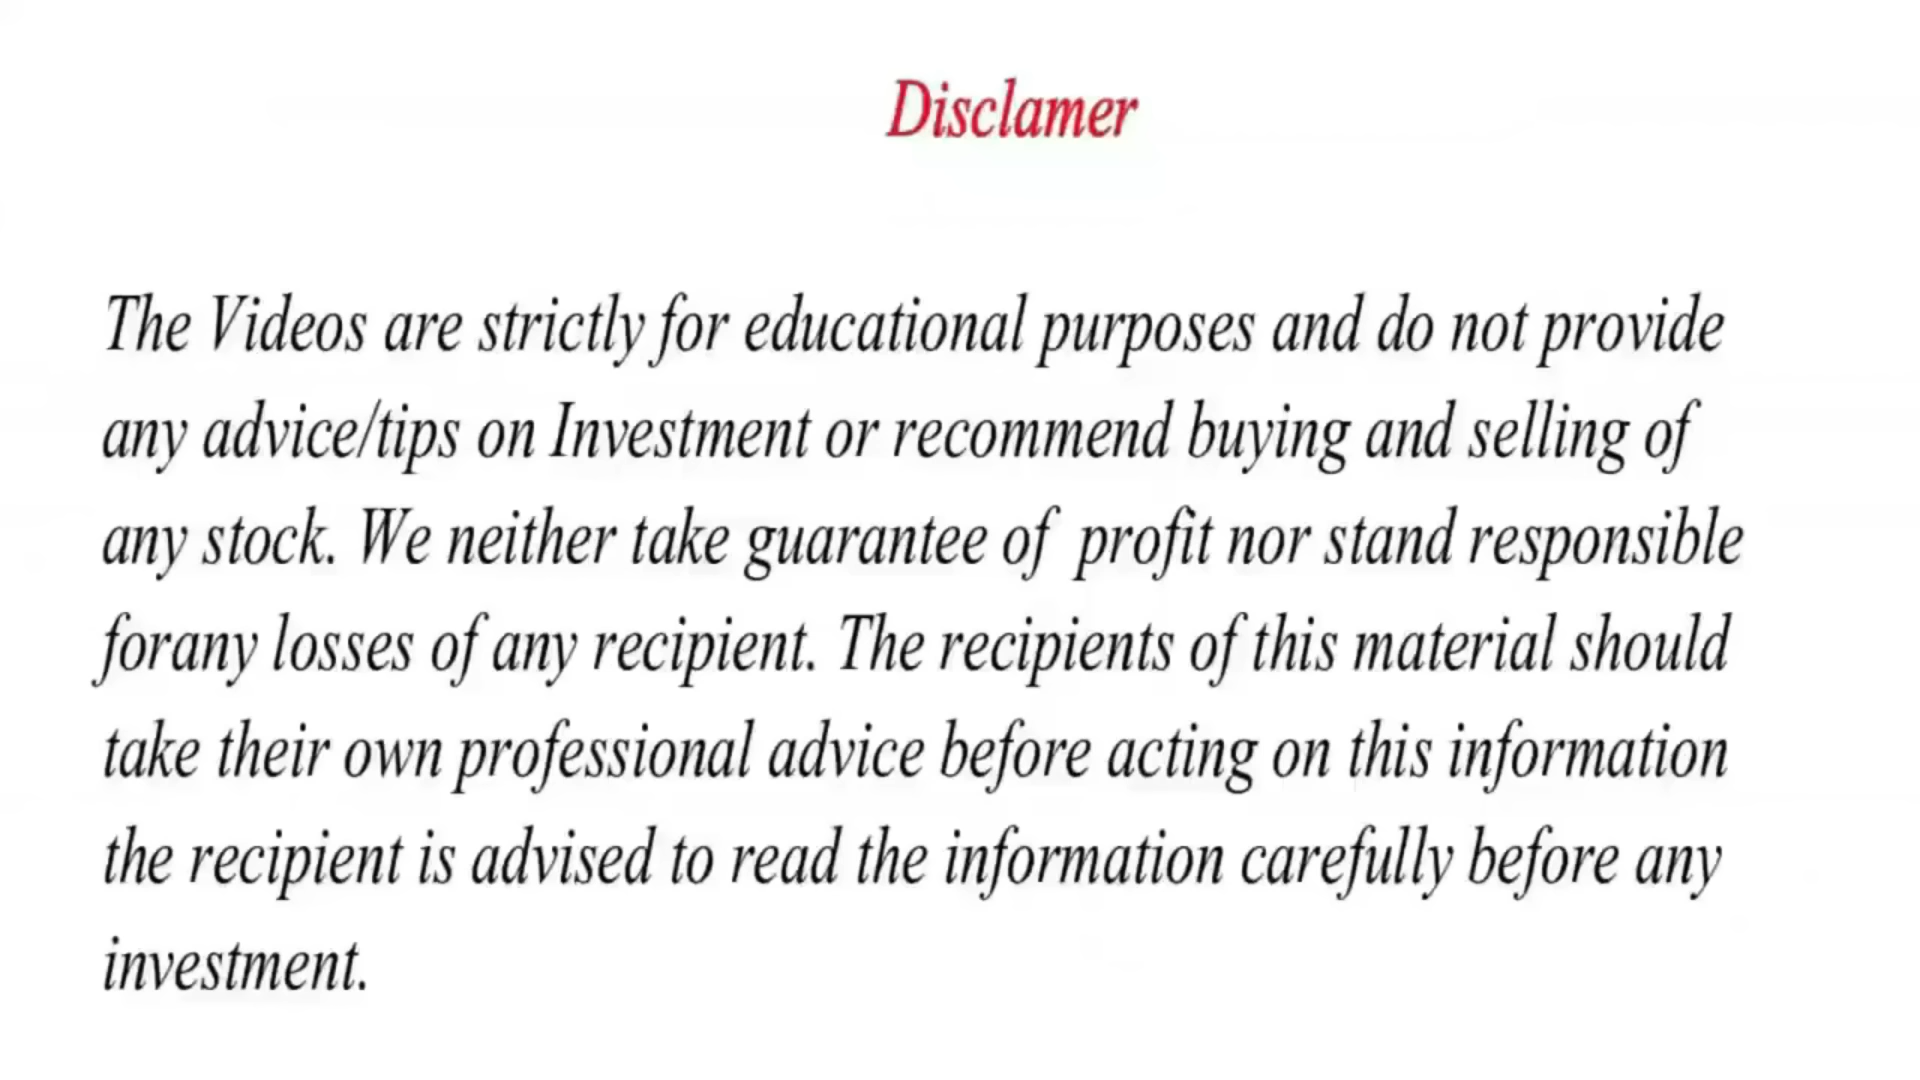 Disclamer
The Videos are strictly for educational purposes and do not provide
any advice/tips on Investment or recommend buying and selling of
any stock. We neither take guarantee of profit nor stand responsible
forany losses of any recipient. The recipients of this material should
take their own professional advice before acting on this information
the recipient is advised to read the information carefully before any
investment.